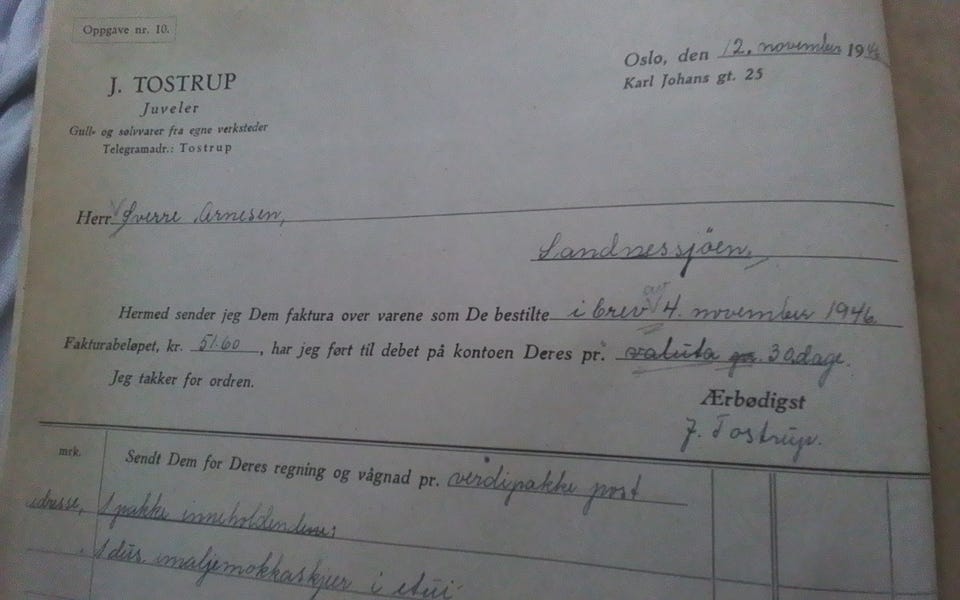 Oppgave nr. 10.
J. TOSTRUP
Juveler
Gull- og sølvvarer fra egne verksteder
Telegramadr.: Tostrup
Oslo, den 12. november 1946
Karl Johans gt. 25
Herr Sverre Arnesen,
Sandnessjöen.
Hermed sender jeg Dem faktura over varene som De bestilte i brev av 4. november 1946.
Fakturabeløpet, kr. 51.60, har jeg ført til debet på kontoen Deres pr. valuta pr. 30 dage.
Jeg takker for ordren.
Ærbødigst
J. Tostrup.
mrk.
Sendt Dem for Deres regning og vågnad pr. verdipakke post
adresse,
1 pakke inneholdende:
1 dus imaljemokkaskjeer i etui